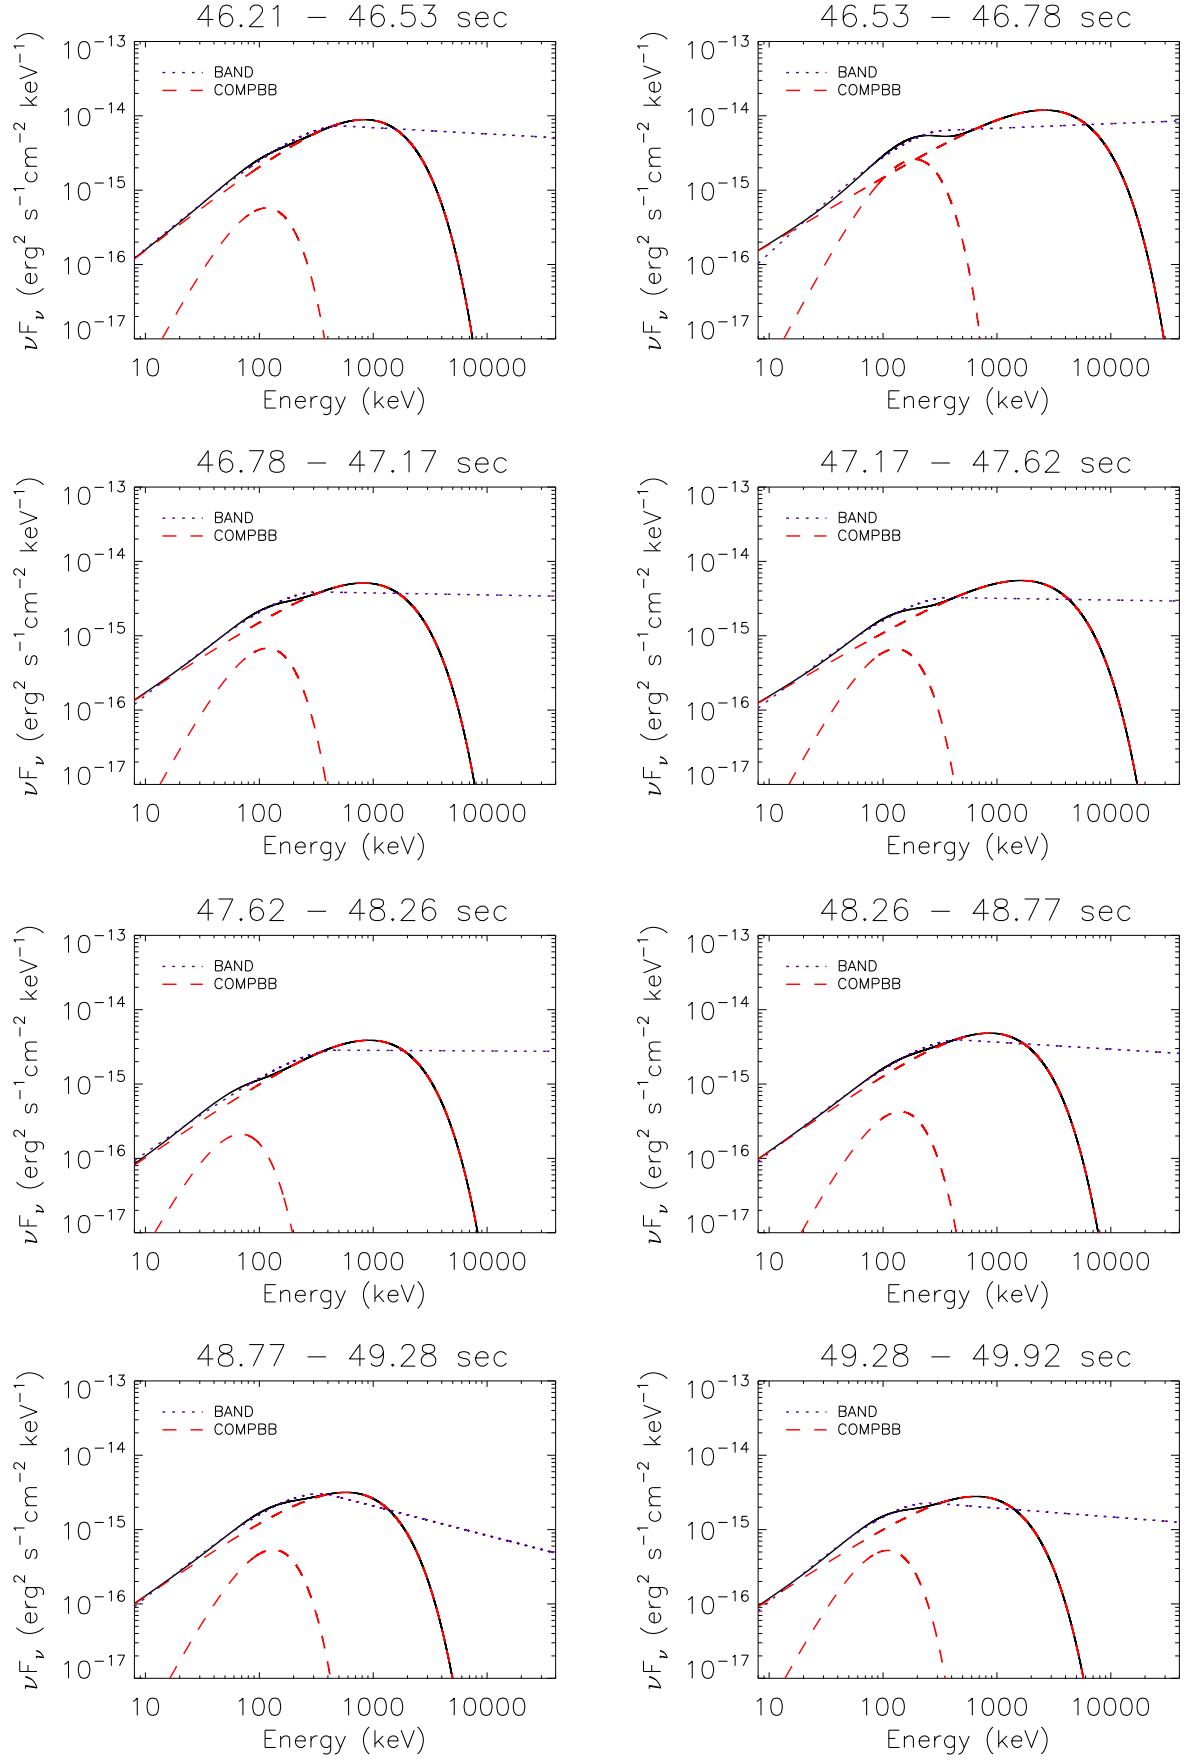 46.21 − 46.53 sec
νFν (erg² s⁻¹cm⁻² keV⁻¹)
10⁻¹³
10⁻¹⁴
10⁻¹⁵
10⁻¹⁶
10⁻¹⁷
BAND
COMPBB
10 100 1000 10000
Energy (keV)
46.53 − 46.78 sec
νFν (erg² s⁻¹cm⁻² keV⁻¹)
10⁻¹³
10⁻¹⁴
10⁻¹⁵
10⁻¹⁶
10⁻¹⁷
BAND
COMPBB
10 100 1000 10000
Energy (keV)
46.78 − 47.17 sec
νFν (erg² s⁻¹cm⁻² keV⁻¹)
10⁻¹³
10⁻¹⁴
10⁻¹⁵
10⁻¹⁶
10⁻¹⁷
BAND
COMPBB
10 100 1000 10000
Energy (keV)
47.17 − 47.62 sec
νFν (erg² s⁻¹cm⁻² keV⁻¹)
10⁻¹³
10⁻¹⁴
10⁻¹⁵
10⁻¹⁶
10⁻¹⁷
BAND
COMPBB
10 100 1000 10000
Energy (keV)
47.62 − 48.26 sec
νFν (erg² s⁻¹cm⁻² keV⁻¹)
10⁻¹³
10⁻¹⁴
10⁻¹⁵
10⁻¹⁶
10⁻¹⁷
BAND
COMPBB
10 100 1000 10000
Energy (keV)
48.26 − 48.77 sec
νFν (erg² s⁻¹cm⁻² keV⁻¹)
10⁻¹³
10⁻¹⁴
10⁻¹⁵
10⁻¹⁶
10⁻¹⁷
BAND
COMPBB
10 100 1000 10000
Energy (keV)
48.77 − 49.28 sec
νFν (erg² s⁻¹cm⁻² keV⁻¹)
10⁻¹³
10⁻¹⁴
10⁻¹⁵
10⁻¹⁶
10⁻¹⁷
BAND
COMPBB
10 100 1000 10000
Energy (keV)
49.28 − 49.92 sec
νFν (erg² s⁻¹cm⁻² keV⁻¹)
10⁻¹³
10⁻¹⁴
10⁻¹⁵
10⁻¹⁶
10⁻¹⁷
BAND
COMPBB
10 100 1000 10000
Energy (keV)